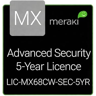 MX meraki
Advanced Security
5-Year Licence
LIC-MX68CW-SEC-5YR